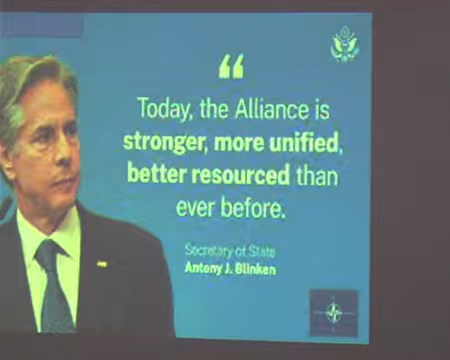 “
Today, the Alliance is
stronger, more unified,
better resourced than
ever before.
Secretary of State
Antony J. Blinken